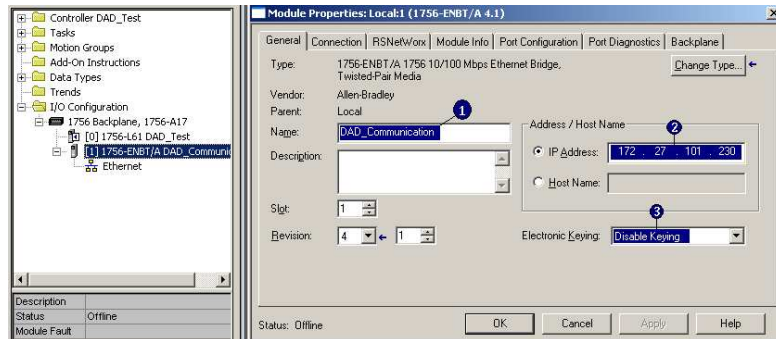 Controller DAD_Test
Tasks
Motion Groups
Add-On Instructions
Data Types
Trends
I/O Configuration
1756 Backplane, 1756-A17
[0] 1756-L61 DAD_Test
[1] 1756-ENBT/A DAD_Communi
Ethernet
Description
Status Offline
Module Fault
Module Properties: Local:1 (1756-ENBT/A 4.1)
General Connection RSNetWorx Module Info Port Configuration Port Diagnostics Backplane
Type: 1756-ENBT/A 1756 10/100 Mbps Ethernet Bridge,
Twisted-Pair Media
Change Type...
Vendor: Allen-Bradley
Parent: Local
1
Name: DAD_Communication
Address / Host Name
2
IP Address: 172 . 27 . 101 . 230
Description:
Host Name:
Slot: 1
3
Revision: 4 1
Electronic Keying: Disable Keying
Status: Offline
OK Cancel Apply Help